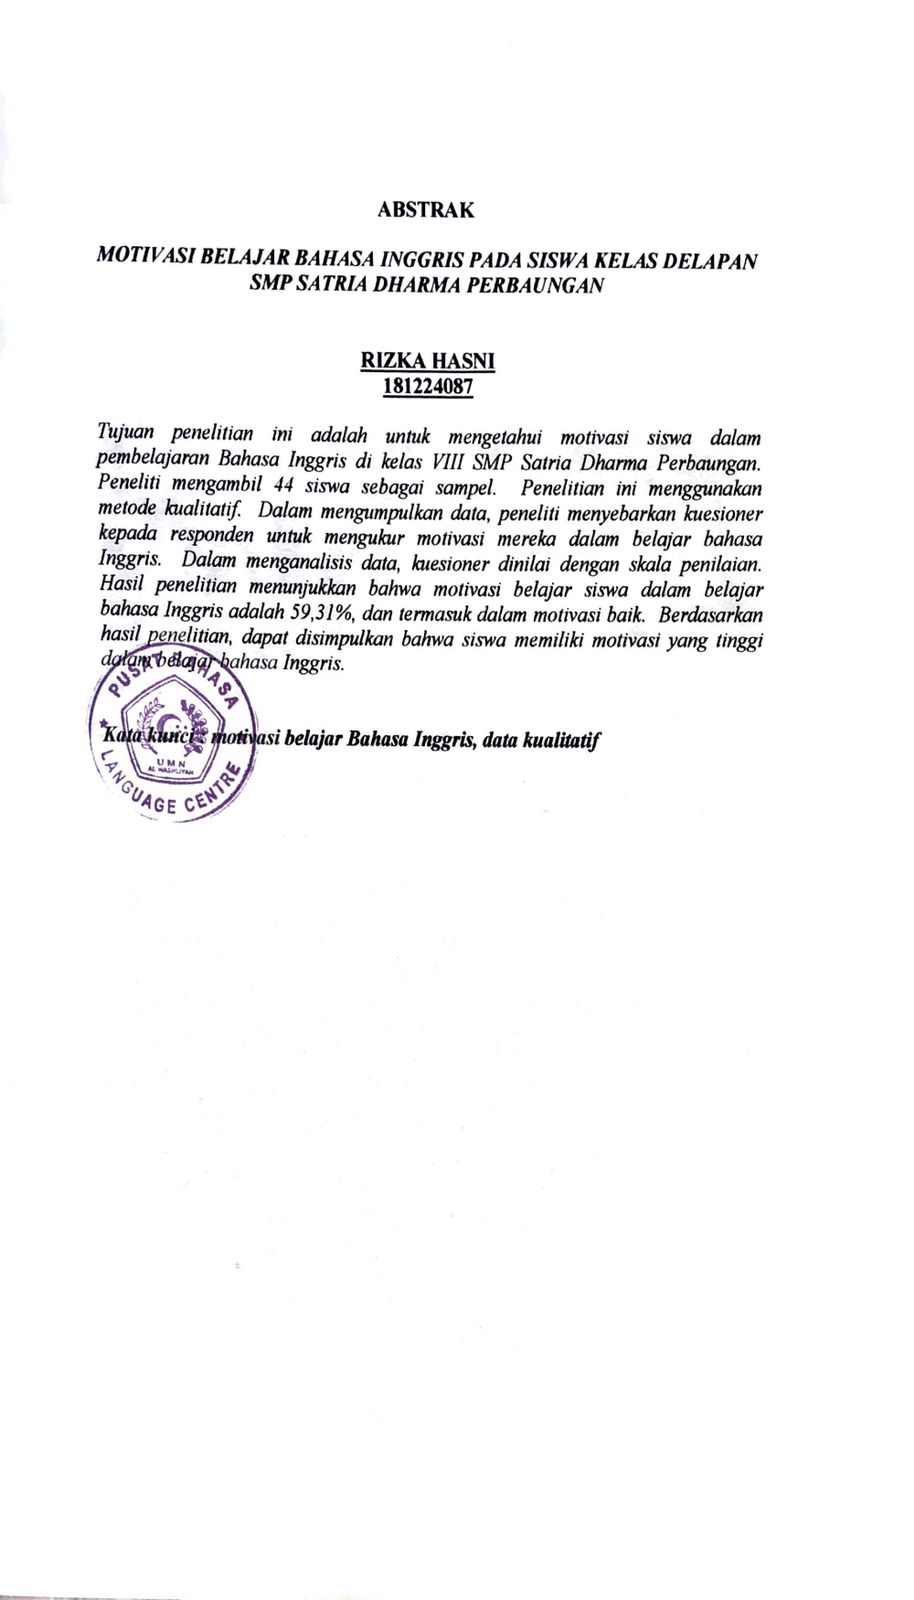 ABSTRAK
MOTIVASI BELAJAR BAHASA INGGRIS PADA SISWA KELAS DELAPAN
SMP SATRIA DHARMA PERBAUNGAN
RIZKA HASNI
181224087
Tujuan penelitian ini adalah untuk mengetahui motivasi siswa dalam
pembelajaran Bahasa Inggris di kelas VIII SMP Satria Dharma Perbaungan.
Peneliti mengambil 44 siswa sebagai sampel. Penelitian ini menggunakan
metode kualitatif. Dalam mengumpulkan data, peneliti menyebarkan kuesioner
kepada responden untuk mengukur motivasi mereka dalam belajar bahasa
Inggris. Dalam menganalisis data, kuesioner dinilai dengan skala penilaian.
Hasil penelitian menunjukkan bahwa motivasi belajar siswa dalam belajar
bahasa Inggris adalah 59,31%, dan termasuk dalam motivasi baik. Berdasarkan
hasil penelitian, dapat disimpulkan bahwa siswa memiliki motivasi yang tinggi
dalam belajar bahasa Inggris.
Kata kunci : motivasi belajar Bahasa Inggris, data kualitatif
PUSAT BAHASA
UMN
AL WASHLIYAH
LANGUAGE CENTRE